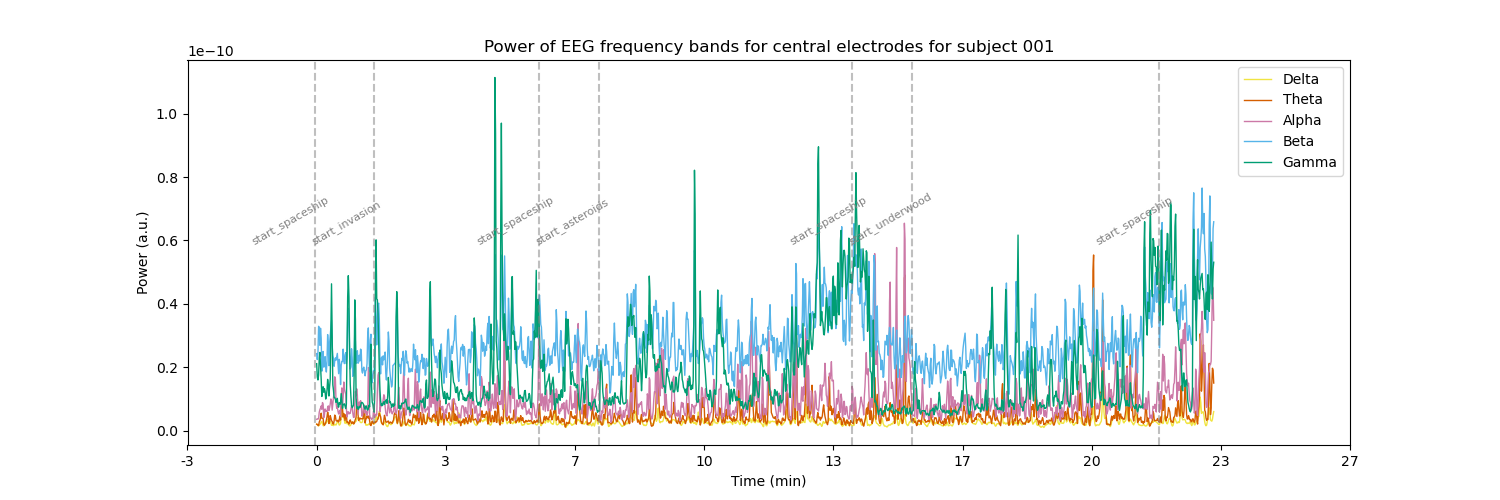 Power of EEG frequency bands for central electrodes for subject 001
1e−10
Delta
Theta
Alpha
Beta
Gamma
1.0
0.8
0.6
0.4
0.2
0.0
Power (a.u.)
start_spaceship
start_invasion
start_spaceship
start_asteroids
start_spaceship
start_underwood
start_spaceship
-3 0 3 7 10 13 17 20 23 27
Time (min)